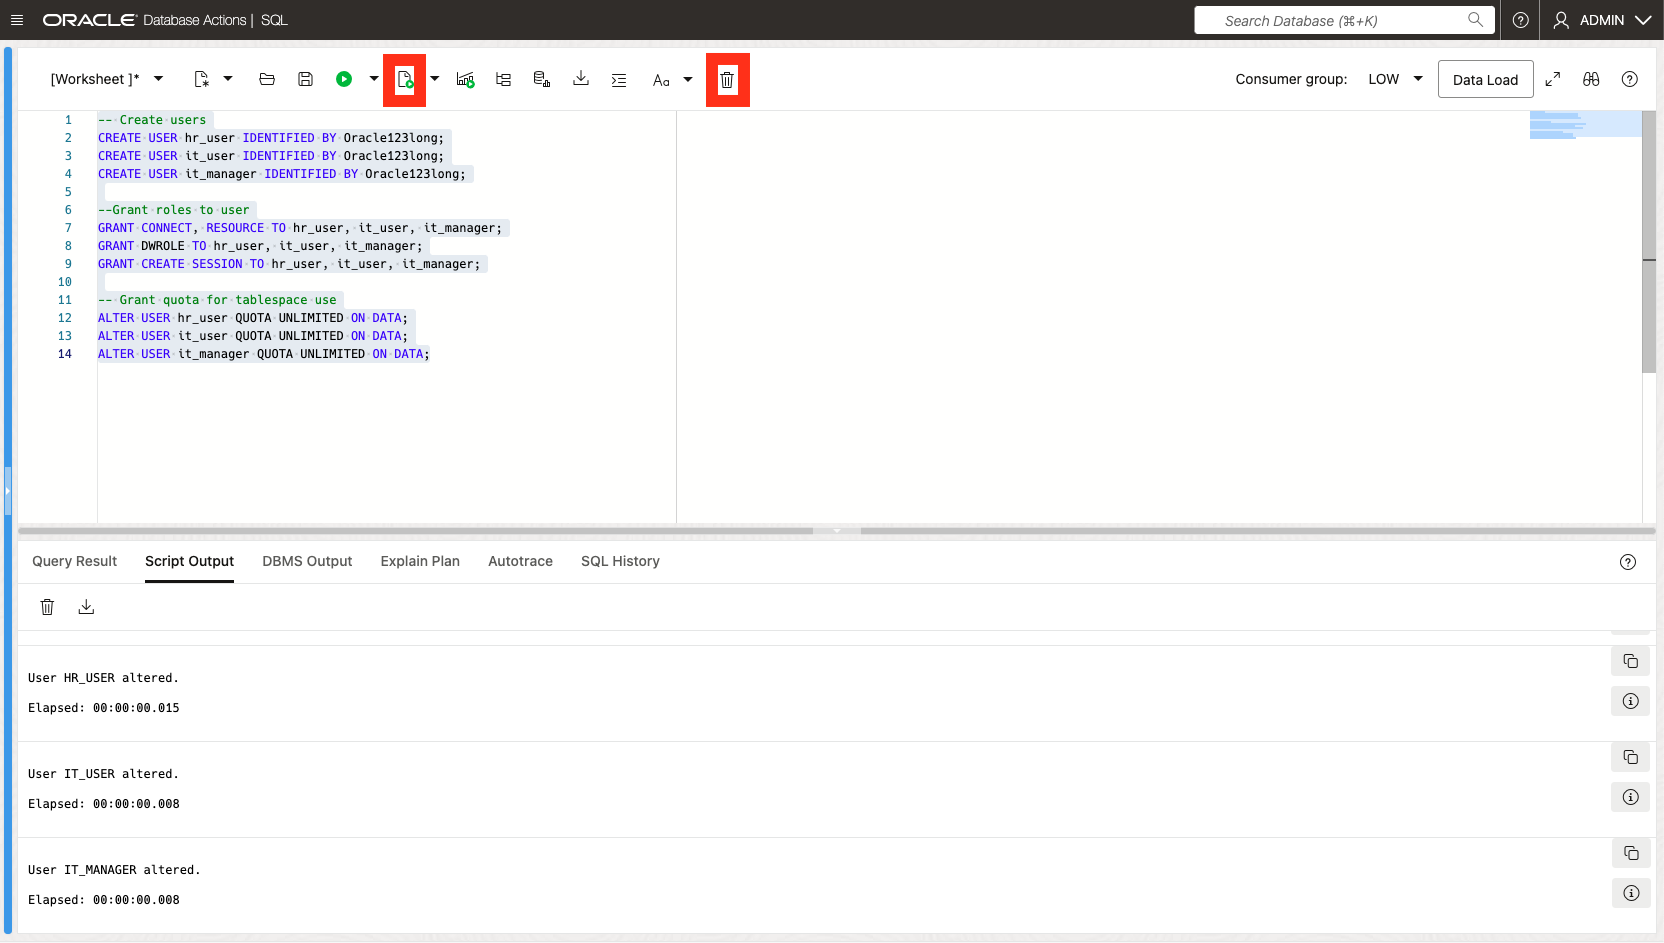 ORACLE Database Actions | SQL
Search Database (⌘+K)
ADMIN
[Worksheet ]*
Aa
Consumer group: LOW
Data Load
1 -- Create users
2 CREATE USER hr_user IDENTIFIED BY Oracle123long;
3 CREATE USER it_user IDENTIFIED BY Oracle123long;
4 CREATE USER it_manager IDENTIFIED BY Oracle123long;
5
6 --Grant roles to user
7 GRANT CONNECT, RESOURCE TO hr_user, it_user, it_manager;
8 GRANT DWROLE TO hr_user, it_user, it_manager;
9 GRANT CREATE SESSION TO hr_user, it_user, it_manager;
10
11 -- Grant quota for tablespace use
12 ALTER USER hr_user QUOTA UNLIMITED ON DATA;
13 ALTER USER it_user QUOTA UNLIMITED ON DATA;
14 ALTER USER it_manager QUOTA UNLIMITED ON DATA;
Query Result Script Output DBMS Output Explain Plan Autotrace SQL History
User HR_USER altered.
Elapsed: 00:00:00.015
User IT_USER altered.
Elapsed: 00:00:00.008
User IT_MANAGER altered.
Elapsed: 00:00:00.008